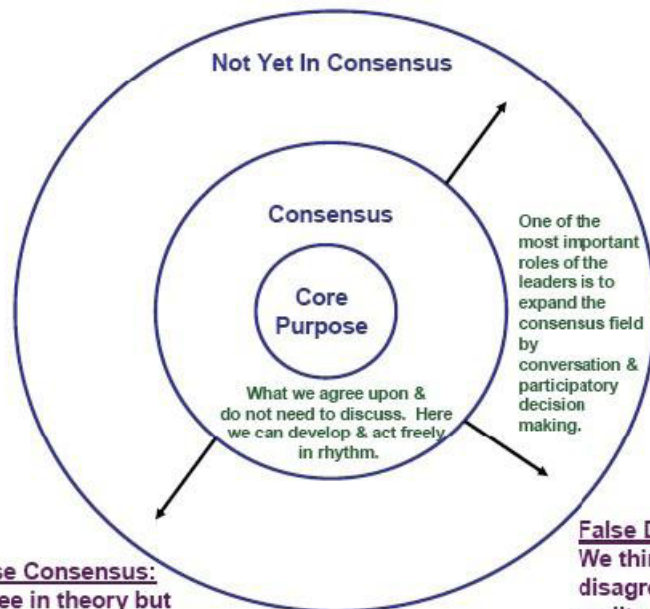 Not Yet In Consensus
Consensus
Core
Purpose
What we agree upon &
do not need to discuss. Here
we can develop & act freely
in rhythm.
One of the
most important
roles of the
leaders is to
expand the
consensus field
by
conversation &
participatory
decision
making.
se Consensus:
ee in theory but
False D
We thin
disagre